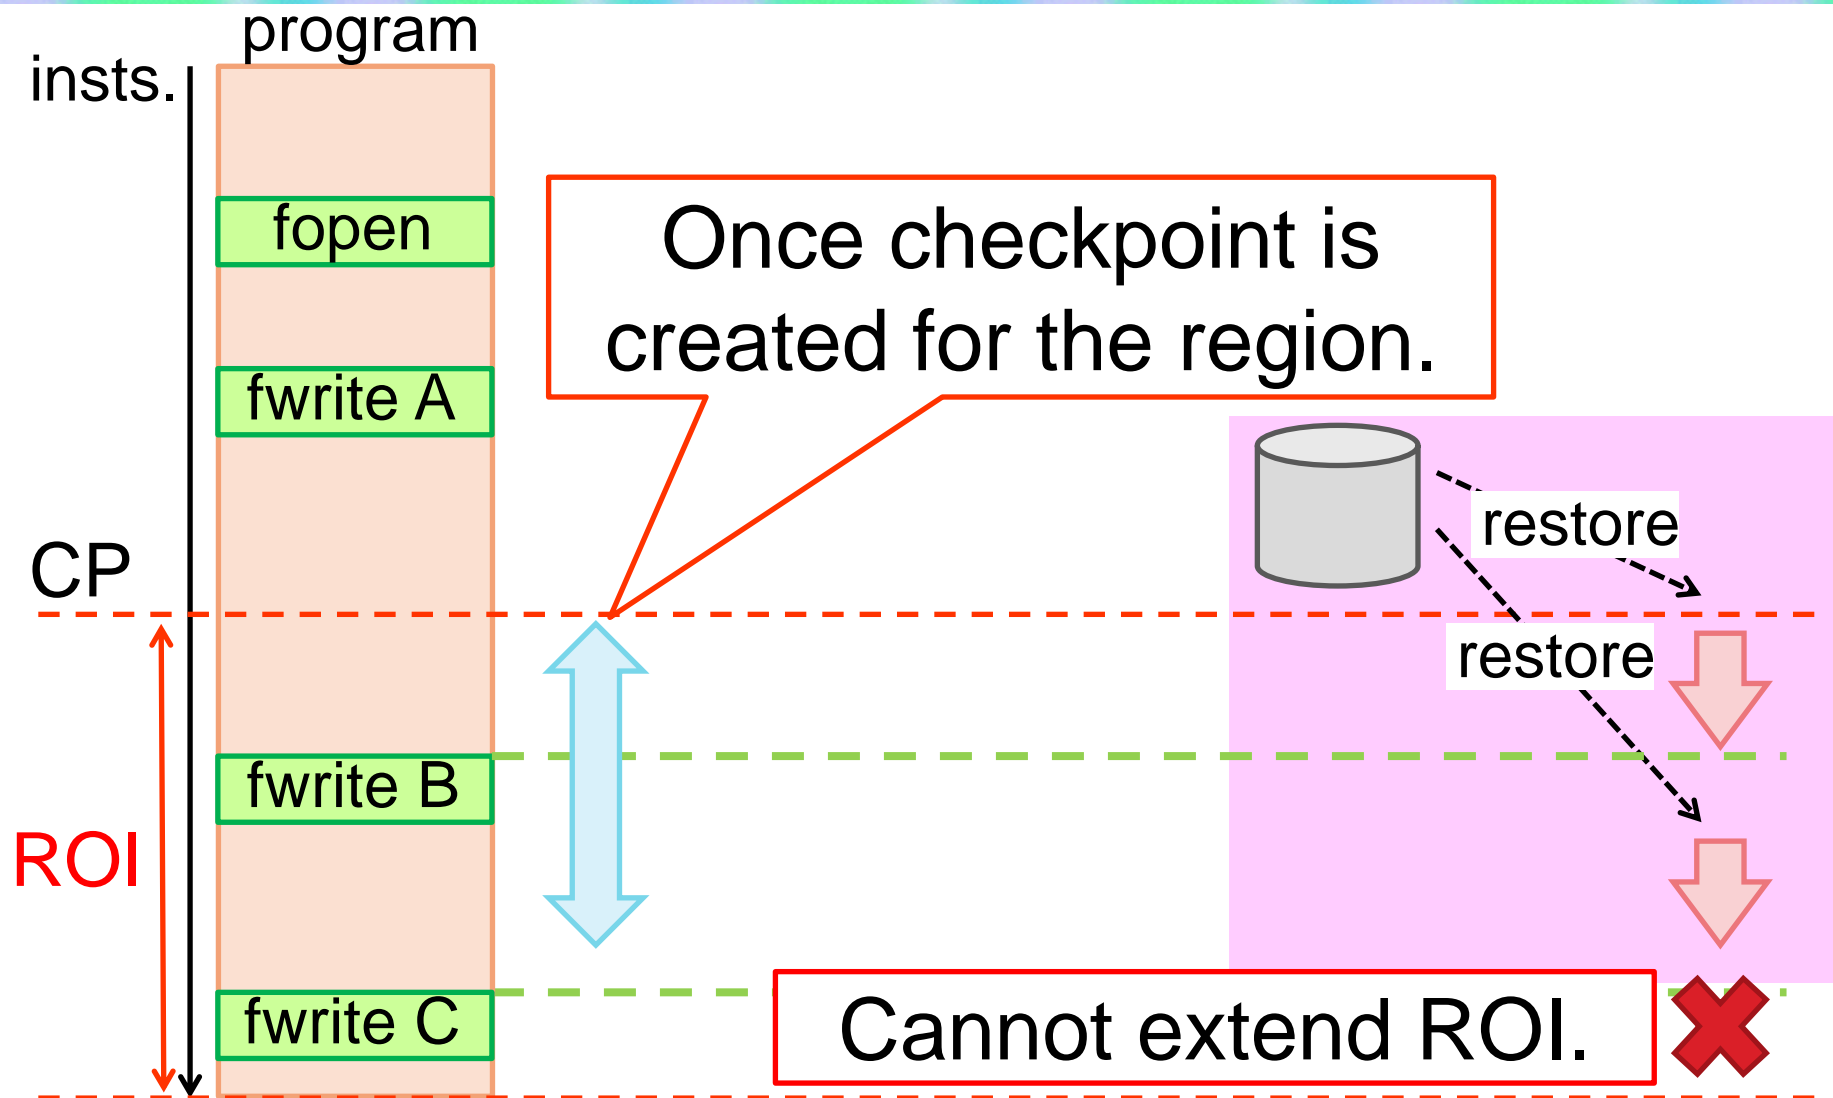 program
insts.
fopen
Once checkpoint is
created for the region.
fwrite A
restore
CP
restore
fwrite B
ROI
fwrite C
Cannot extend ROI.